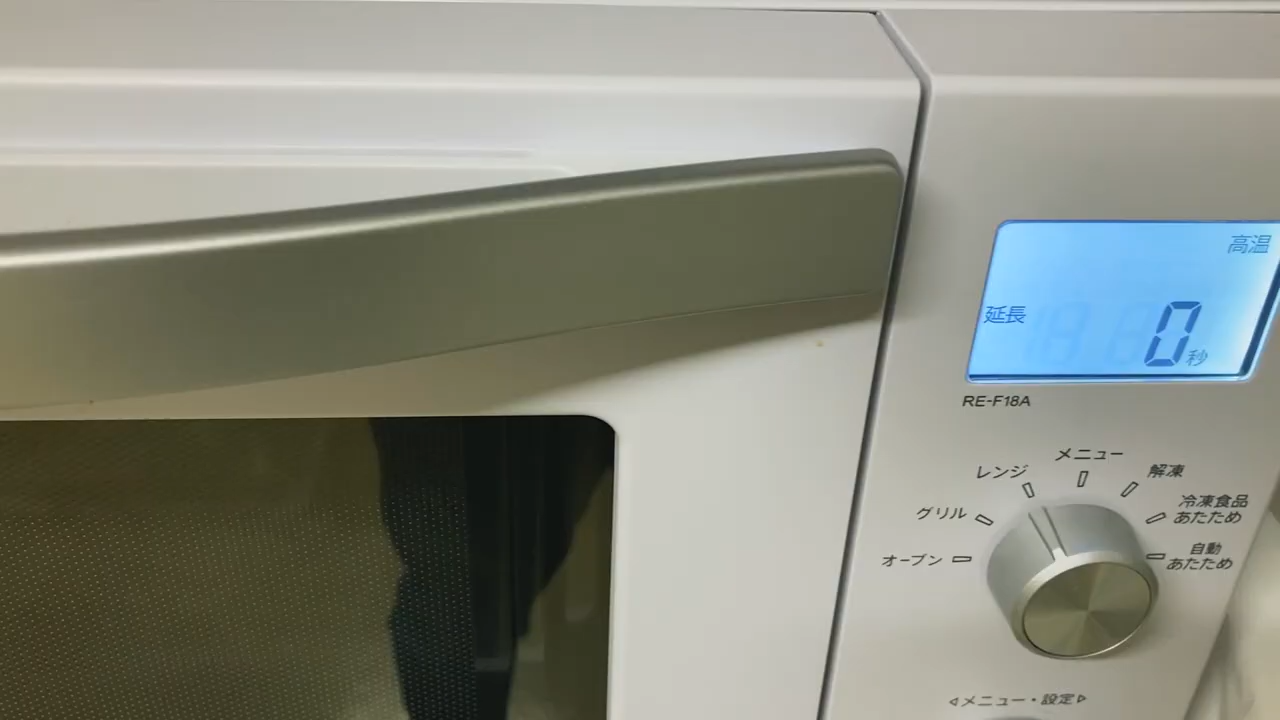 高温
延長
0秒
RE-F18A
メニュー
レンジ
解凍
グリル
冷凍食品
あたため
オーブン
自動
あたため
◁メニュー・設定▷